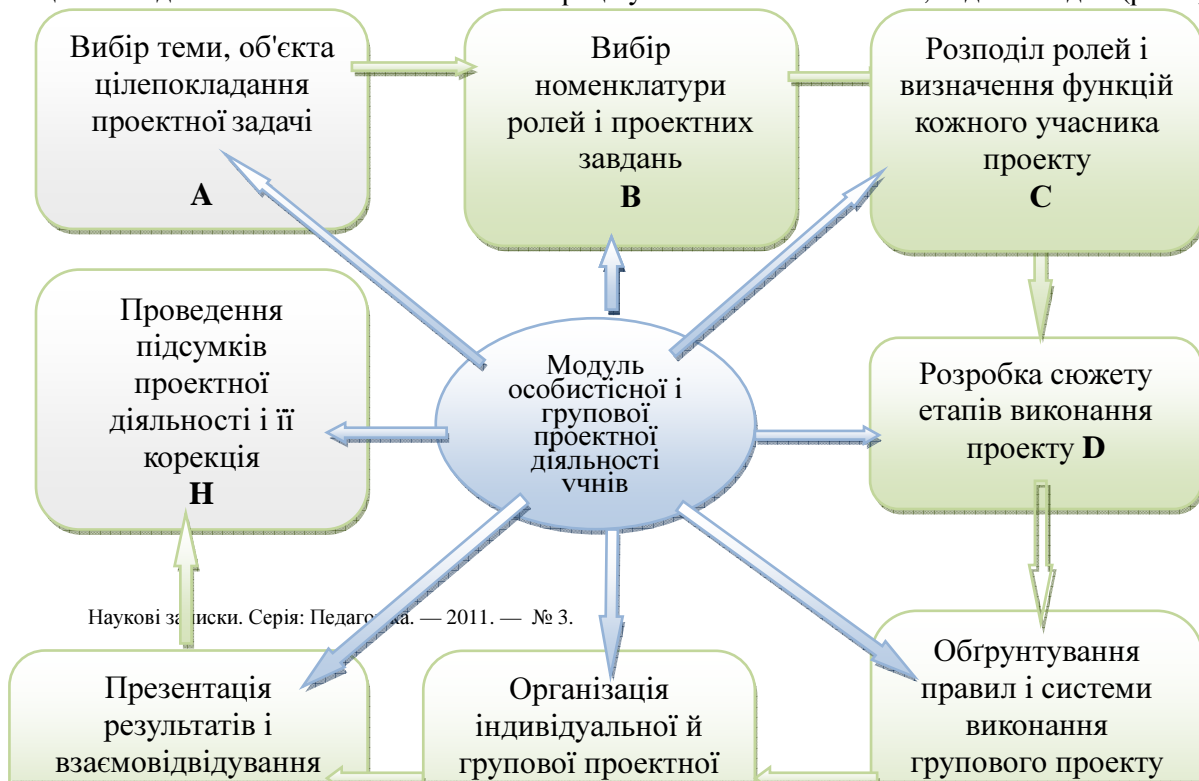 Вибір теми, об'єкта
цілепокладання
проектної задачі
A
Вибір
номенклатури
ролей і проектних
завдань
B
Розподіл ролей і
визначення функцій
кожного учасника
проекту
C
Проведення
підсумків
проектної
діяльності і її
корекція
H
Модуль
особистісної і
групової
проектної
діяльності
учнів
Розробка сюжету
етапів виконання
проекту D
Наукові записки. Серія: Педагогіка. — 2011. — № 3.
Презентація
результатів і
взаємовідвідування
Організація
індивідуальної й
групової проектної
Обґрунтування
правил і системи
виконання
групового проекту